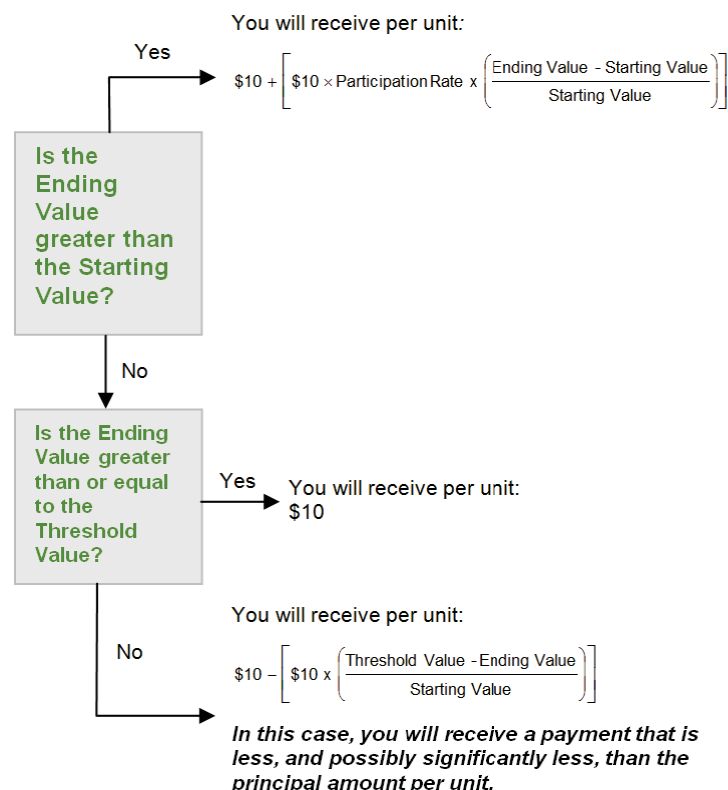 You will receive per unit:
Yes
$10 + [ $10 × Participation Rate x ( Ending Value - Starting Value
Starting Value ) ]
Is the
Ending
Value
greater than
the Starting
Value?
No
Is the Ending
Value greater
than or equal
to the
Threshold
Value?
Yes
You will receive per unit:
$10
You will receive per unit:
No
$10 − [ $10 x ( Threshold Value - Ending Value
Starting Value ) ]
In this case, you will receive a payment that is
less, and possibly significantly less, than the
principal amount per unit.